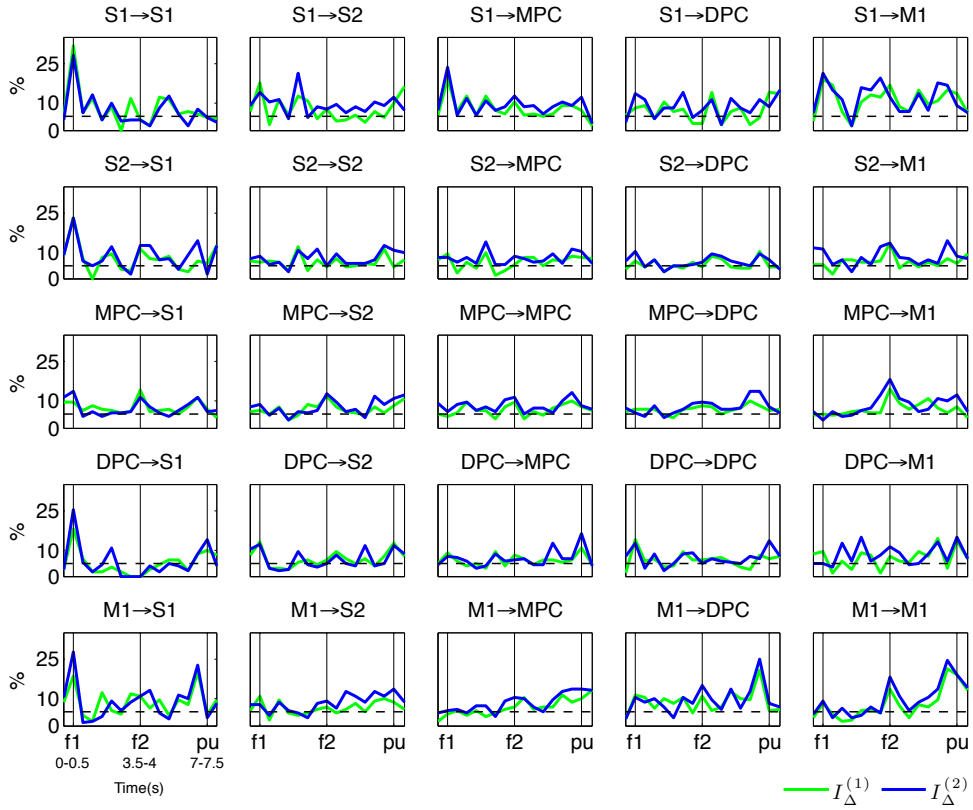 S1→S1 S1→S2 S1→MPC S1→DPC S1→M1
% 25 10 0
S2→S1 S2→S2 S2→MPC S2→DPC S2→M1
% 25 10 0
MPC→S1 MPC→S2 MPC→MPC MPC→DPC MPC→M1
% 25 10 0
DPC→S1 DPC→S2 DPC→MPC DPC→DPC DPC→M1
% 25 10 0
M1→S1 M1→S2 M1→MPC M1→DPC M1→M1
% 25 10 0
f1 f2 pu f1 f2 pu f1 f2 pu f1 f2 pu f1 f2 pu
0-0.5 3.5-4 7-7.5
Time(s)
I_Δ^(1) I_Δ^(2)